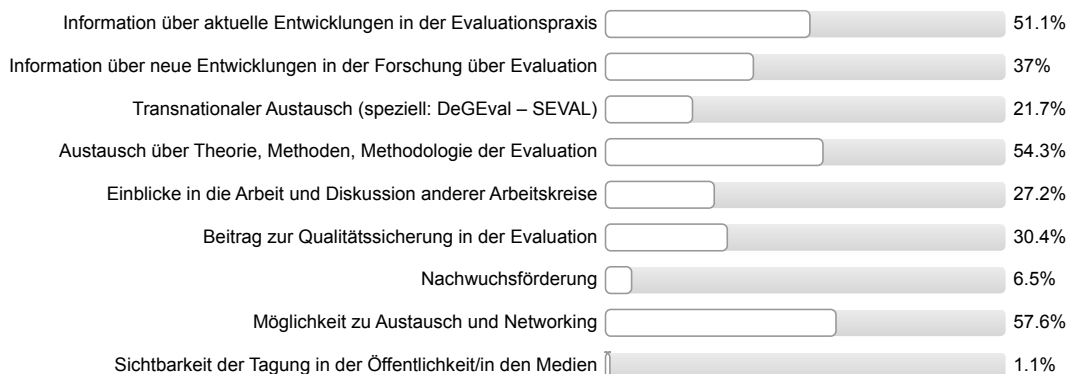 Information über aktuelle Entwicklungen in der Evaluationspraxis 51.1%
Information über neue Entwicklungen in der Forschung über Evaluation 37%
Transnationaler Austausch (speziell: DeGEval – SEVAL) 21.7%
Austausch über Theorie, Methoden, Methodologie der Evaluation 54.3%
Einblicke in die Arbeit und Diskussion anderer Arbeitskreise 27.2%
Beitrag zur Qualitätssicherung in der Evaluation 30.4%
Nachwuchsförderung 6.5%
Möglichkeit zu Austausch und Networking 57.6%
Sichtbarkeit der Tagung in der Öffentlichkeit/in den Medien 1.1%